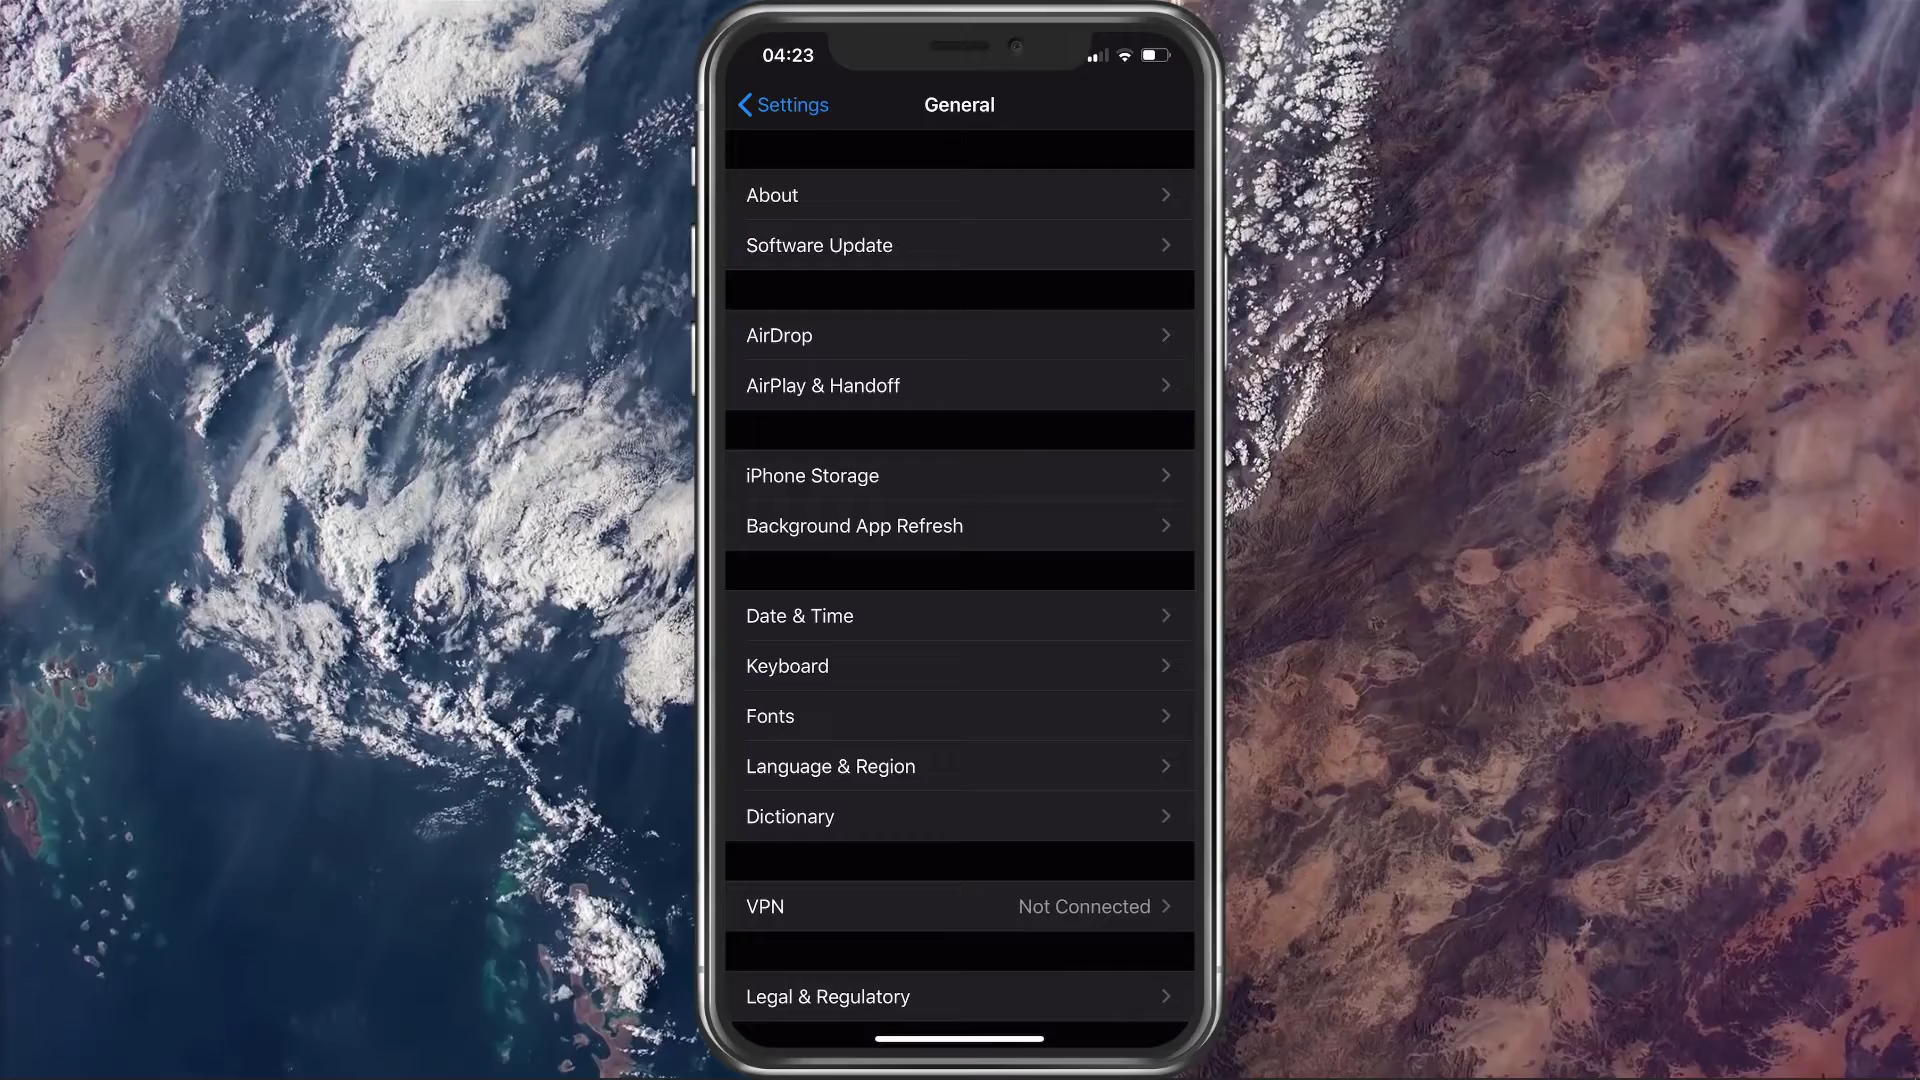 04:23
Settings
General
About
Software Update
AirDrop
AirPlay & Handoff
iPhone Storage
Background App Refresh
Date & Time
Keyboard
Fonts
Language & Region
Dictionary
VPN Not Connected
Legal & Regulatory